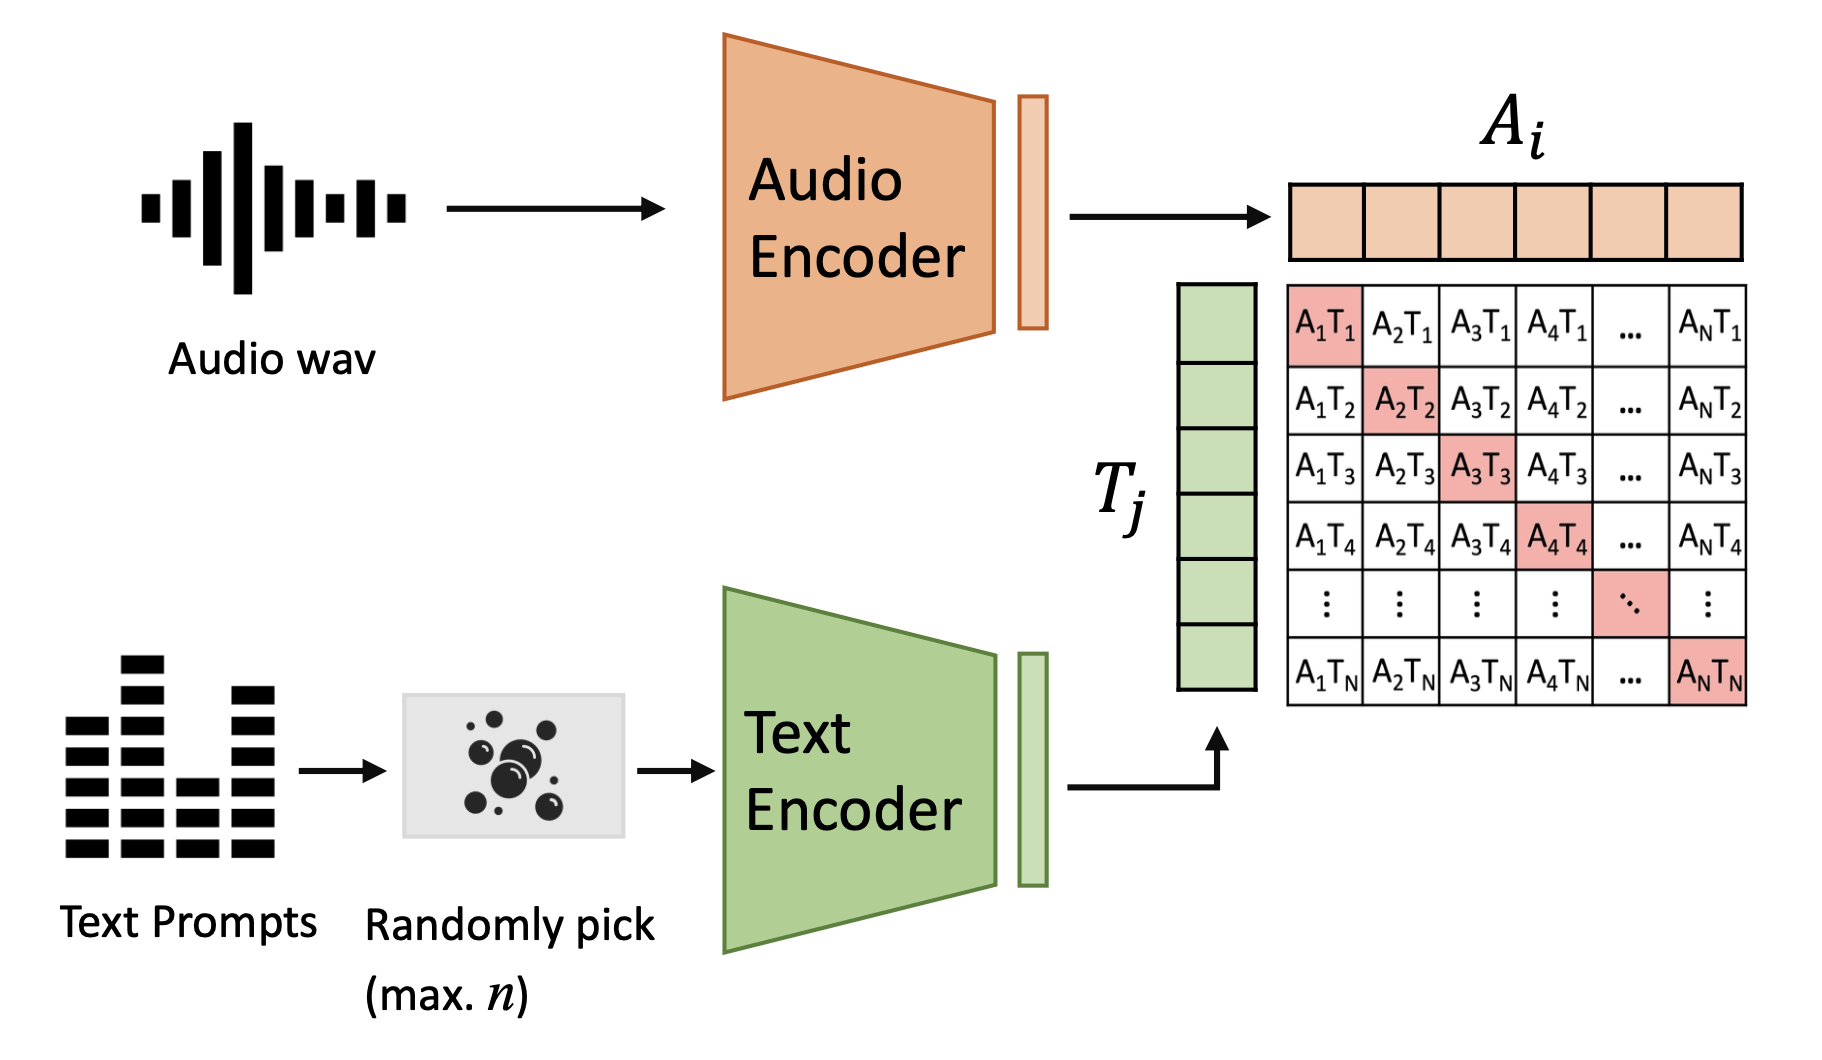 Audio wav
Audio
Encoder
A_i
T_j
A_1T_1 A_2T_1 A_3T_1 A_4T_1 ... A_NT_1
A_1T_2 A_2T_2 A_3T_2 A_4T_2 ... A_NT_2
A_1T_3 A_2T_3 A_3T_3 A_4T_3 ... A_NT_3
A_1T_4 A_2T_4 A_3T_4 A_4T_4 ... A_NT_4
⋮ ⋮ ⋮ ⋮ ⋱ ⋮
A_1T_N A_2T_N A_3T_N A_4T_N ... A_NT_N
Text Prompts
Randomly pick
(max. n)
Text
Encoder